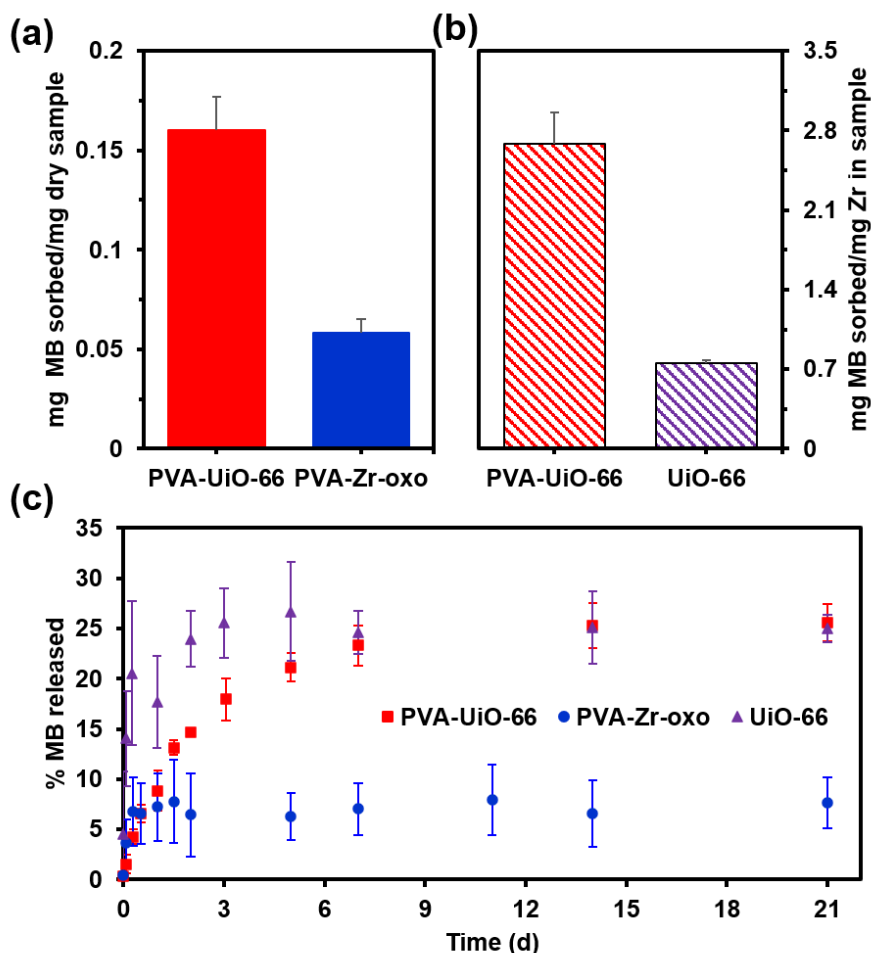 (a)
(b)
mg MB sorbed/mg dry sample
0.2
0.15
0.1
0.05
0
PVA-UiO-66 PVA-Zr-oxo
3.5
2.8
2.1
1.4
0.7
0
mg MB sorbed/mg Zr in sample
PVA-UiO-66 UiO-66
(c)
% MB released
35
30
25
20
15
10
5
0
PVA-UiO-66 PVA-Zr-oxo UiO-66
0 3 6 9 12 15 18 21
Time (d)